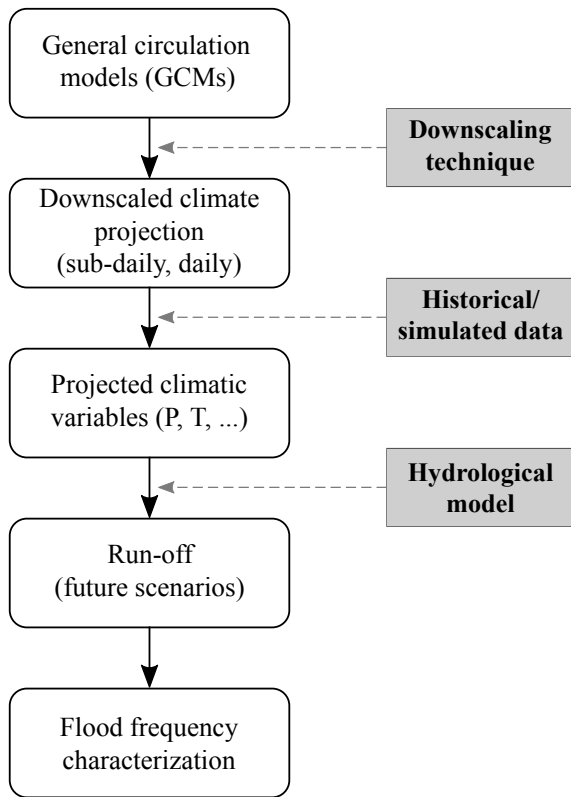 General circulation
models (GCMs)
Downscaling
technique
Downscaled climate
projection
(sub-daily, daily)
Historical/
simulated data
Projected climatic
variables (P, T, ...)
Hydrological
model
Run-off
(future scenarios)
Flood frequency
characterization